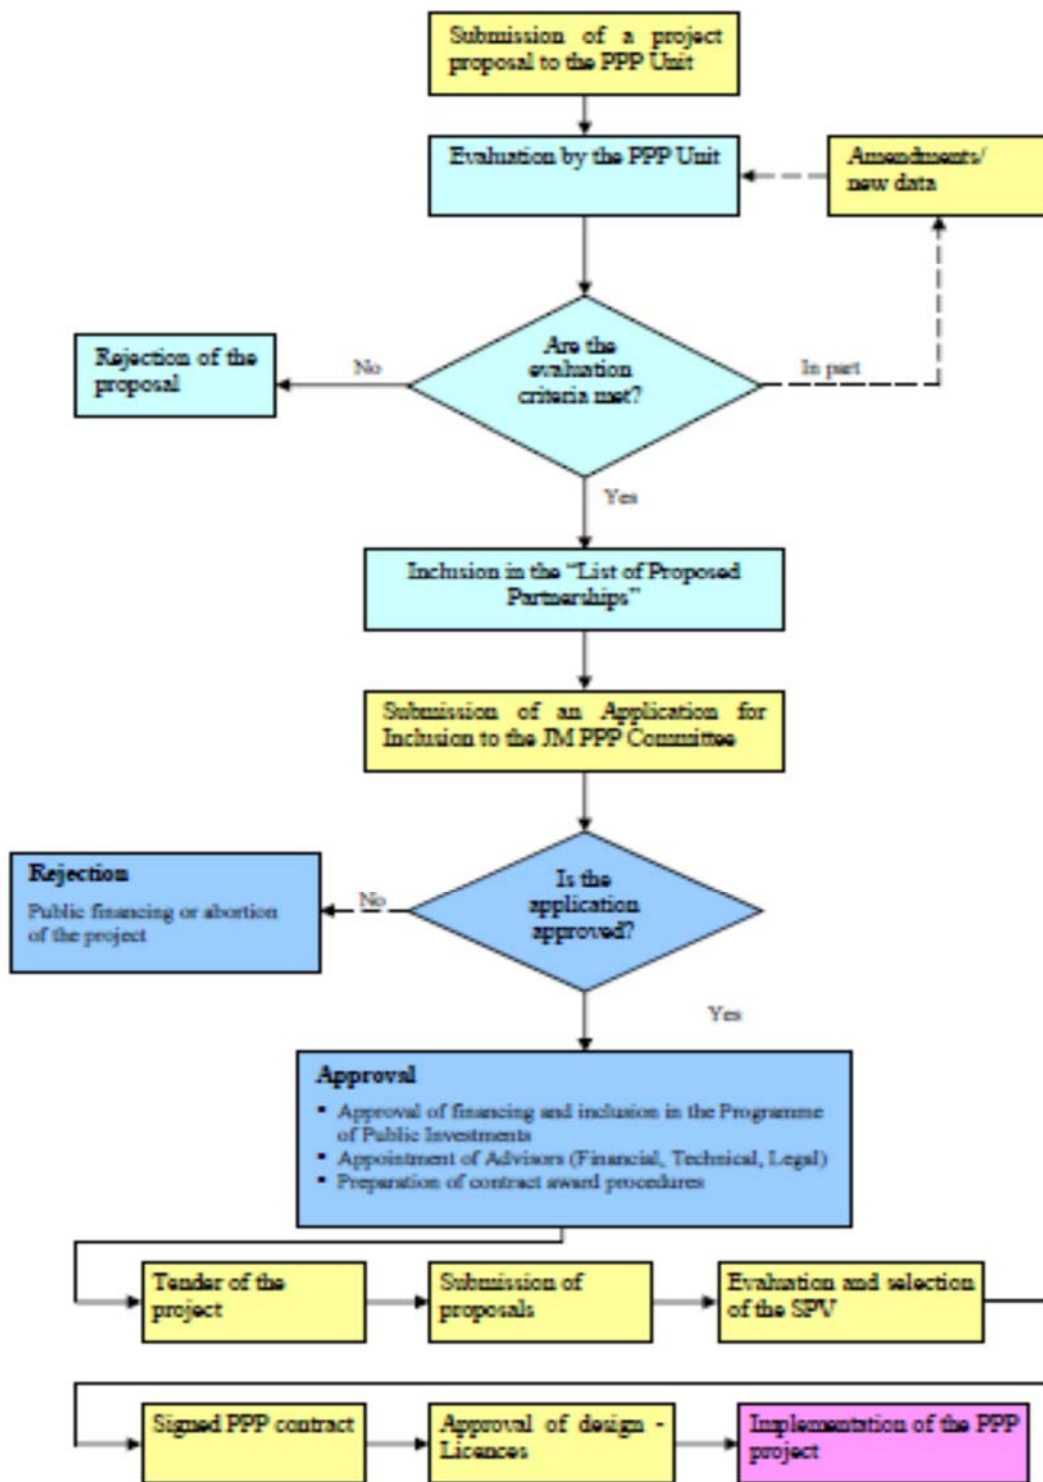 Submission of a project
proposal to the PPP Unit
Evaluation by the PPP Unit
Amendments/
new data
Are the
evaluation
criteria met?
Rejection of the
proposal
No
In part
Yes
Inclusion in the “List of Proposed
Partnerships”
Submission of an Application for
Inclusion to the JM PPP Committee
Is the
application
approved?
Rejection
Public financing or abortion
of the project
No
Yes
Approval
▪ Approval of financing and inclusion in the Programme
of Public Investments
▪ Appointment of Advisors (Financial, Technical, Legal)
▪ Preparation of contract award procedures
Tender of the
project
Submission of
proposals
Evaluation and selection
of the SPV
Signed PPP contract
Approval of design -
Licences
Implementation of the PPP
project